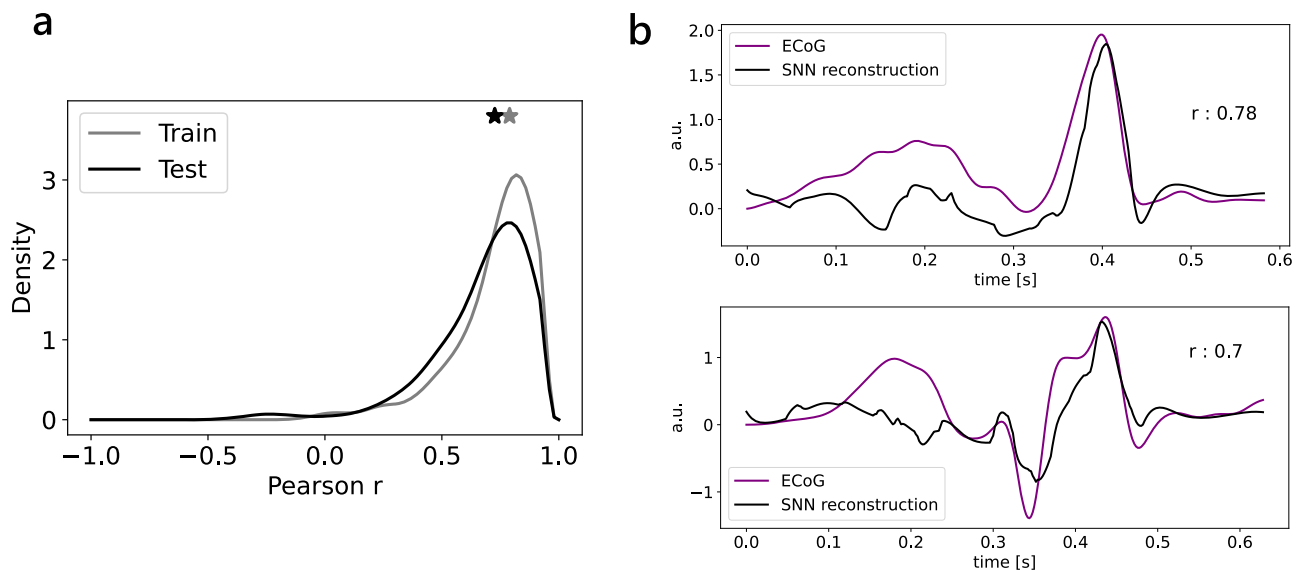 a
Train
Test
Density
3
2
1
0
−1.0 −0.5 0.0 0.5 1.0
Pearson r
b
ECoG
SNN reconstruction
r : 0.78
a.u.
2.0
1.5
1.0
0.5
0.0
0.0 0.1 0.2 0.3 0.4 0.5 0.6
time [s]
r : 0.7
a.u.
1
0
−1
ECoG
SNN reconstruction
0.0 0.1 0.2 0.3 0.4 0.5 0.6
time [s]